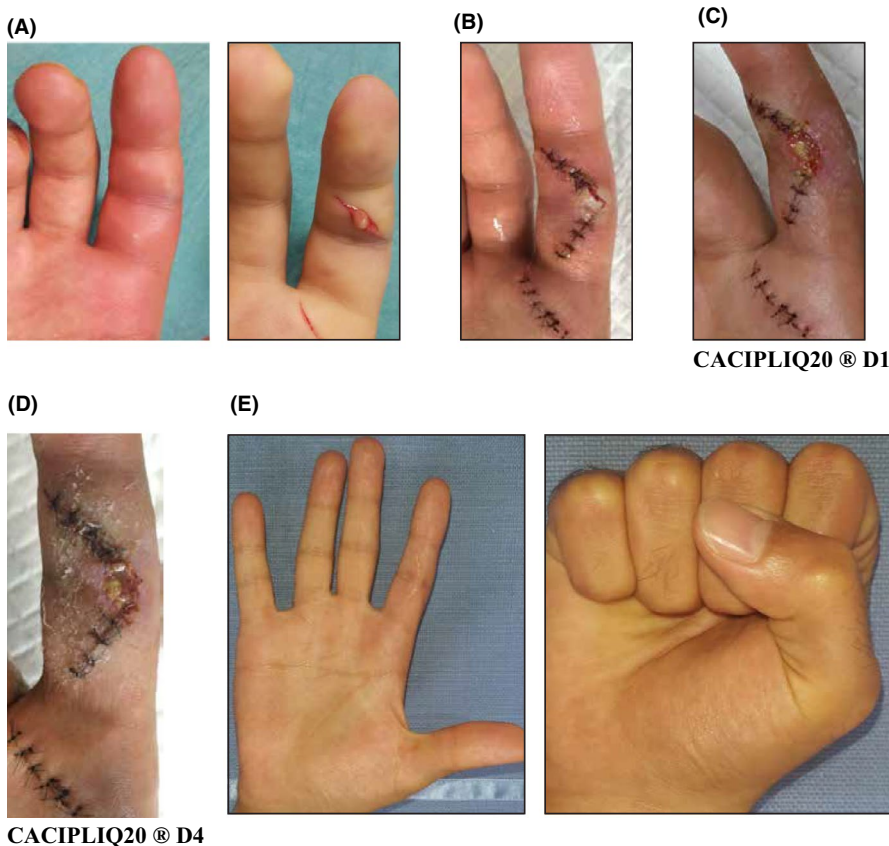 (A)
(B)
(C)
CACIPLIQ20 ® D1
(D)
(E)
CACIPLIQ20 ® D4